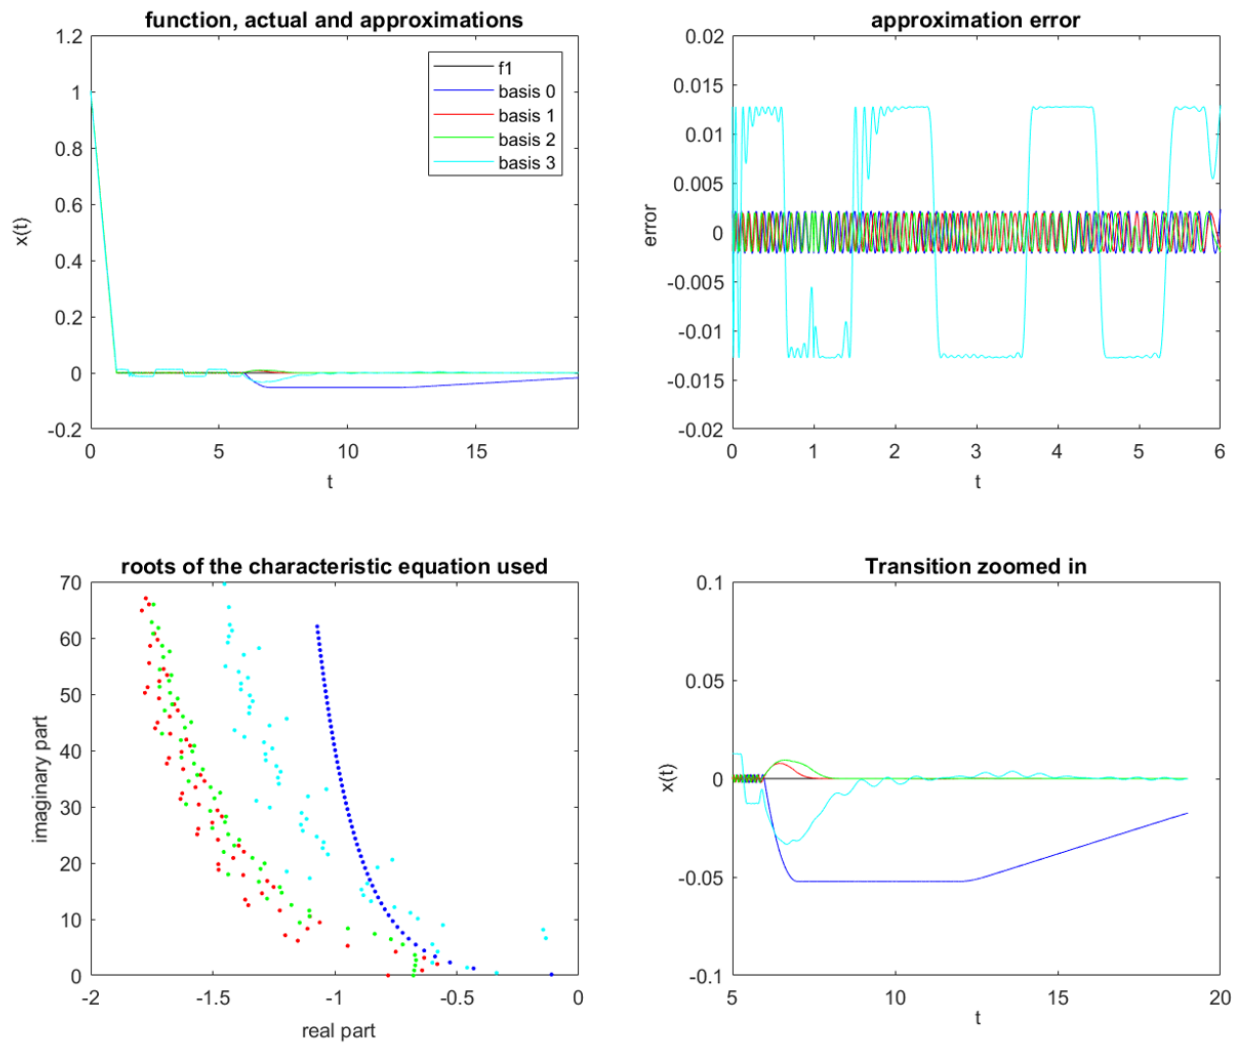 function, actual and approximations
1.2
1
0.8
0.6
0.4
0.2
0
-0.2
x(t)
0
5
10
15
t
f1
basis 0
basis 1
basis 2
basis 3
approximation error
0.02
0.015
0.01
0.005
0
-0.005
-0.01
-0.015
-0.02
error
0
1
2
3
4
5
6
t
roots of the characteristic equation used
70
60
50
40
30
20
10
0
imaginary part
-2
-1.5
-1
-0.5
0
real part
Transition zoomed in
0.1
0.05
0
-0.05
-0.1
x(t)
5
10
15
20
t